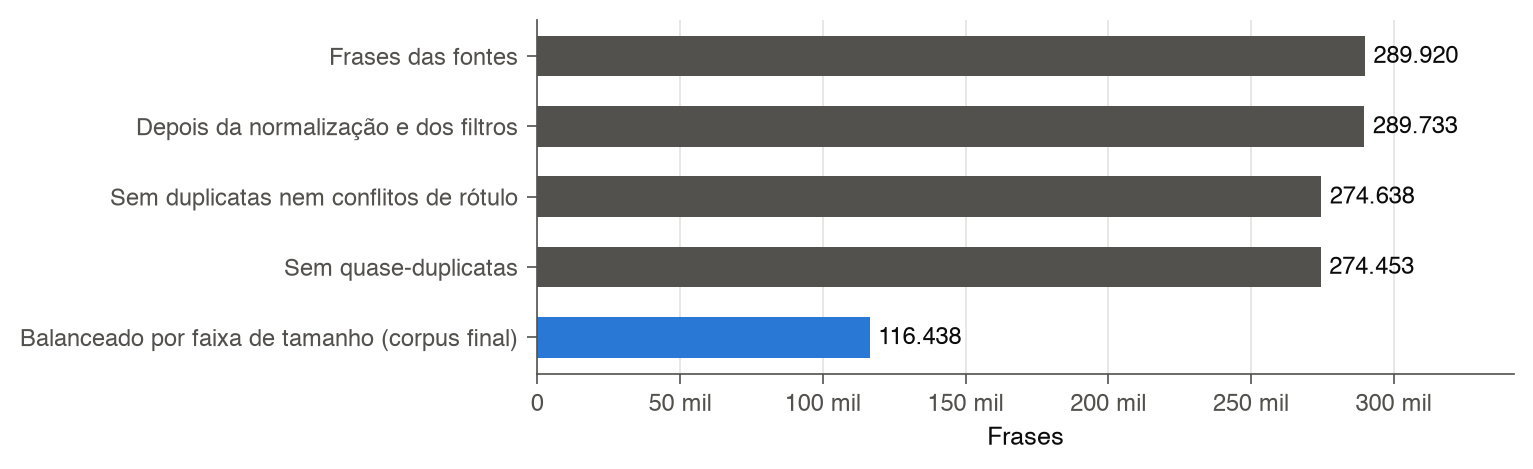 Frases das fontes 289.920
Depois da normalização e dos filtros 289.733
Sem duplicatas nem conflitos de rótulo 274.638
Sem quase-duplicatas 274.453
Balanceado por faixa de tamanho (corpus final) 116.438
0 50 mil 100 mil 150 mil 200 mil 250 mil 300 mil
Frases